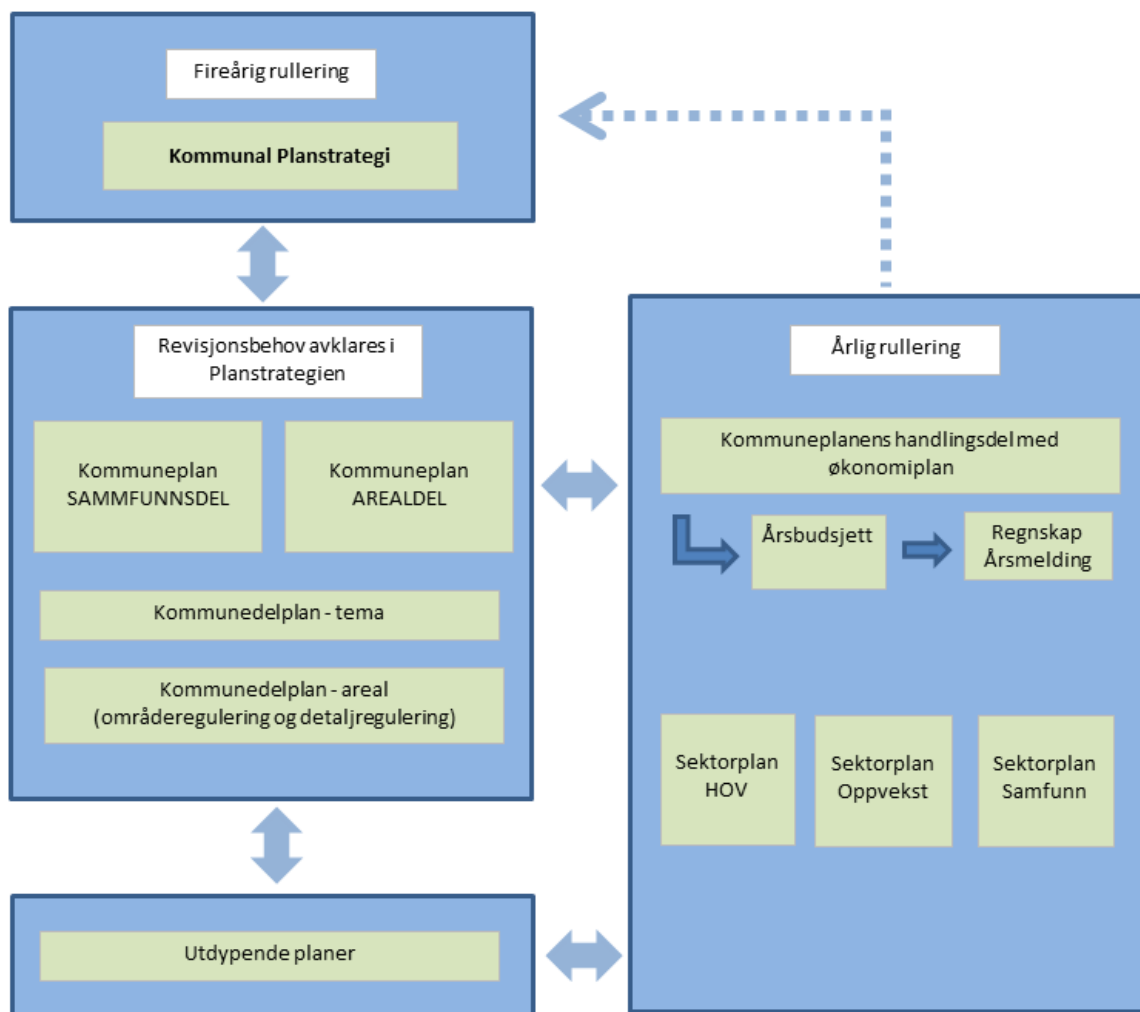 Fireårig rullering
Kommunal Planstrategi
Revisjonsbehov avklares i
Planstrategien
Kommuneplan
SAMMFUNNSDEL
Kommuneplan
AREALDEL
Kommunedelplan - tema
Kommunedelplan - areal
(områderegulering og detaljregulering)
Utdypende planer
Årlig rullering
Kommuneplanens handlingsdel med
økonomiplan
Årsbudsjett
Regnskap
Årsmelding
Sektorplan
HOV
Sektorplan
Oppvekst
Sektorplan
Samfunn